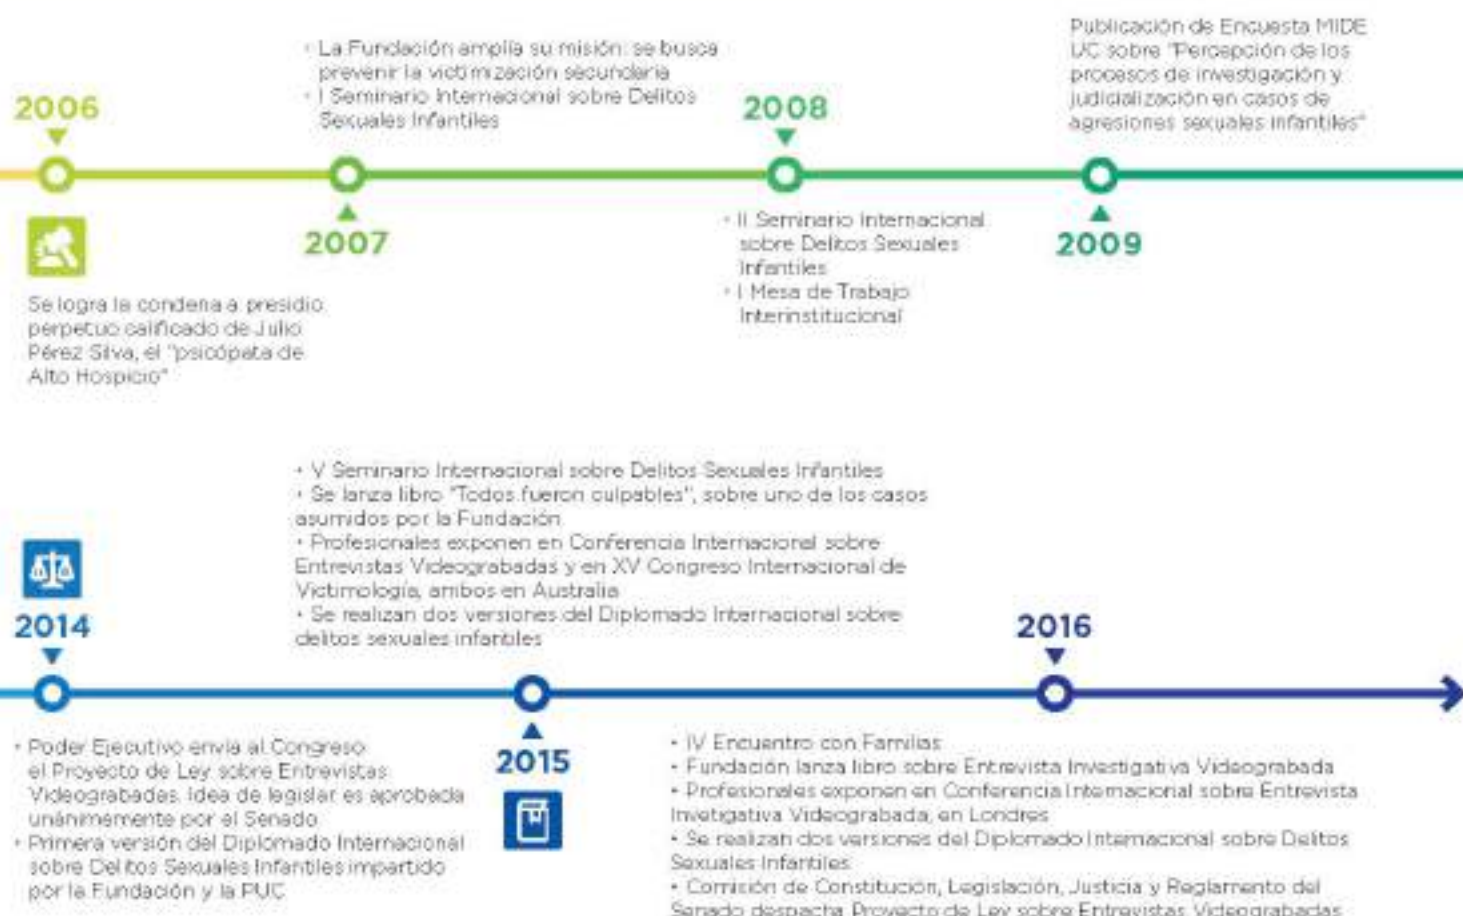 2006
Se logra la condena a presidio
perpetuo calificado de Julio
Pérez Silva, el "psicópata de
Alto Hospicio"
• La Fundación amplía su misión: se busca
prevenir la victimización secundaria
• I Seminario Internacional sobre Delitos
Sexuales Infantiles
2007
2008
• II Seminario Internacional
sobre Delitos Sexuales
Infantiles
• I Mesa de Trabajo
Interinstitucional
Publicación de Encuesta MIDE
UC sobre "Percepción de los
procesos de investigación y
judicialización en casos de
agresiones sexuales infantiles"
2009
2014
• Poder Ejecutivo envía al Congreso
el Proyecto de Ley sobre Entrevistas
Videograbadas. Idea de legislar es aprobada
unánimemente por el Senado
• Primera versión del Diplomado Internacional
sobre Delitos Sexuales Infantiles impartido
por la Fundación y la PUC
• V Seminario Internacional sobre Delitos Sexuales Infantiles
• Se lanza libro "Todos fueron culpables", sobre uno de los casos
asumidos por la Fundación
• Profesionales exponen en Conferencia Internacional sobre
Entrevistas Videograbadas y en XV Congreso Internacional de
Victimología, ambos en Australia
• Se realizan dos versiones del Diplomado Internacional sobre
delitos sexuales infantiles
2015
2016
• IV Encuentro con Familias
• Fundación lanza libro sobre Entrevista Investigativa Videograbada
• Profesionales exponen en Conferencia Internacional sobre Entrevista
Invetigativa Videograbada, en Londres
• Se realizan dos versiones del Diplomado Internacional sobre Delitos
Sexuales Infantiles
• Comisión de Constitución, Legislación, Justicia y Reglamento del
Senado despacha Proyecto de Ley sobre Entrevistas Videograbadas